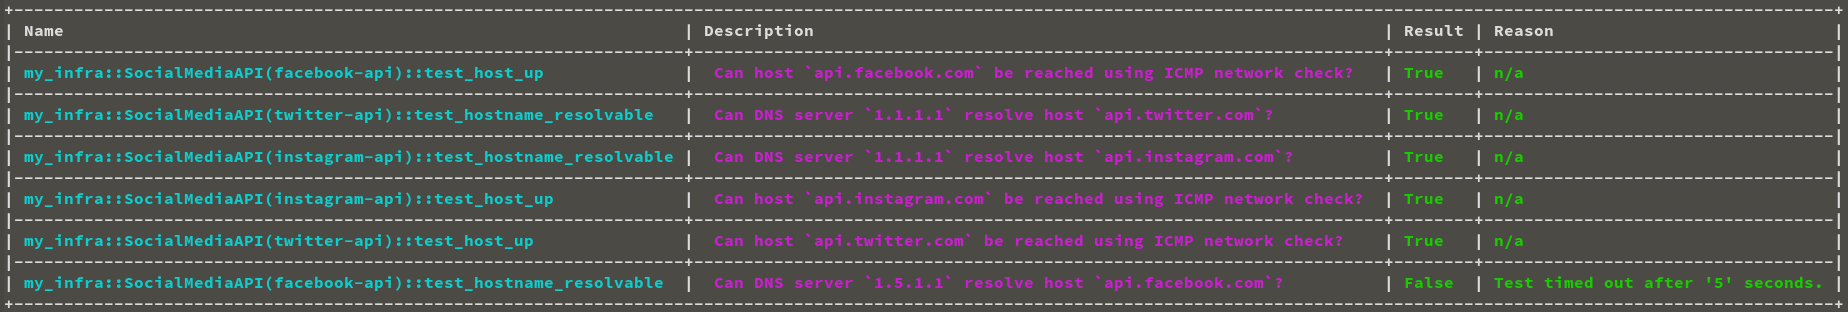 | Name | Description | Result | Reason |
| my_infra::SocialMediaAPI(facebook-api)::test_host_up | Can host `api.facebook.com` be reached using ICMP network check? | True | n/a |
| my_infra::SocialMediaAPI(twitter-api)::test_hostname_resolvable | Can DNS server `1.1.1.1` resolve host `api.twitter.com`? | True | n/a |
| my_infra::SocialMediaAPI(instagram-api)::test_hostname_resolvable | Can DNS server `1.1.1.1` resolve host `api.instagram.com`? | True | n/a |
| my_infra::SocialMediaAPI(instagram-api)::test_host_up | Can host `api.instagram.com` be reached using ICMP network check? | True | n/a |
| my_infra::SocialMediaAPI(twitter-api)::test_host_up | Can host `api.twitter.com` be reached using ICMP network check? | True | n/a |
| my_infra::SocialMediaAPI(facebook-api)::test_hostname_resolvable | Can DNS server `1.5.1.1` resolve host `api.facebook.com`? | False | Test timed out after '5' seconds. |